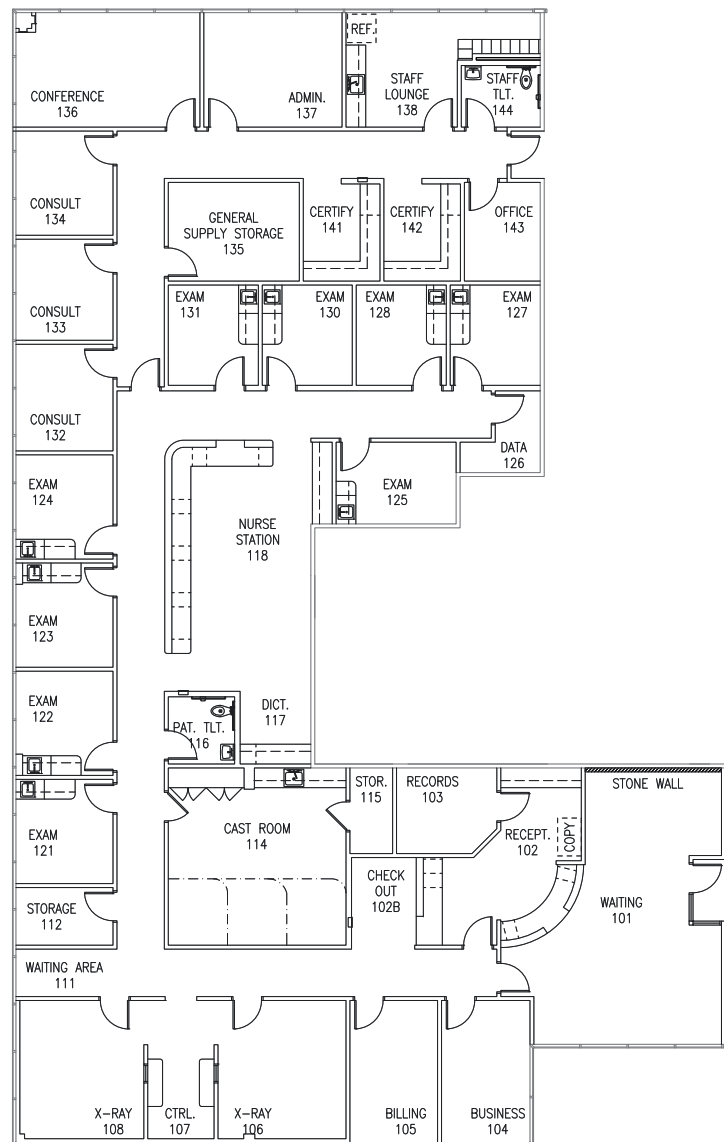 REF.
CONFERENCE
136
ADMIN.
137
STAFF
LOUNGE
138
STAFF
TLT.
144
CONSULT
134
GENERAL
SUPPLY STORAGE
135
CERTIFY
141
CERTIFY
142
OFFICE
143
CONSULT
133
EXAM
131
EXAM
130
EXAM
128
EXAM
127
CONSULT
132
DATA
126
EXAM
124
EXAM
125
NURSE
STATION
118
EXAM
123
EXAM
122
PAT. TLT.
116
DICT.
117
EXAM
121
CAST ROOM
114
STOR.
115
RECORDS
103
RECEPT.
102
COPY
STONE WALL
CHECK
OUT
102B
WAITING
101
STORAGE
112
WAITING AREA
111
X-RAY
108
CTRL.
107
X-RAY
106
BILLING
105
BUSINESS
104